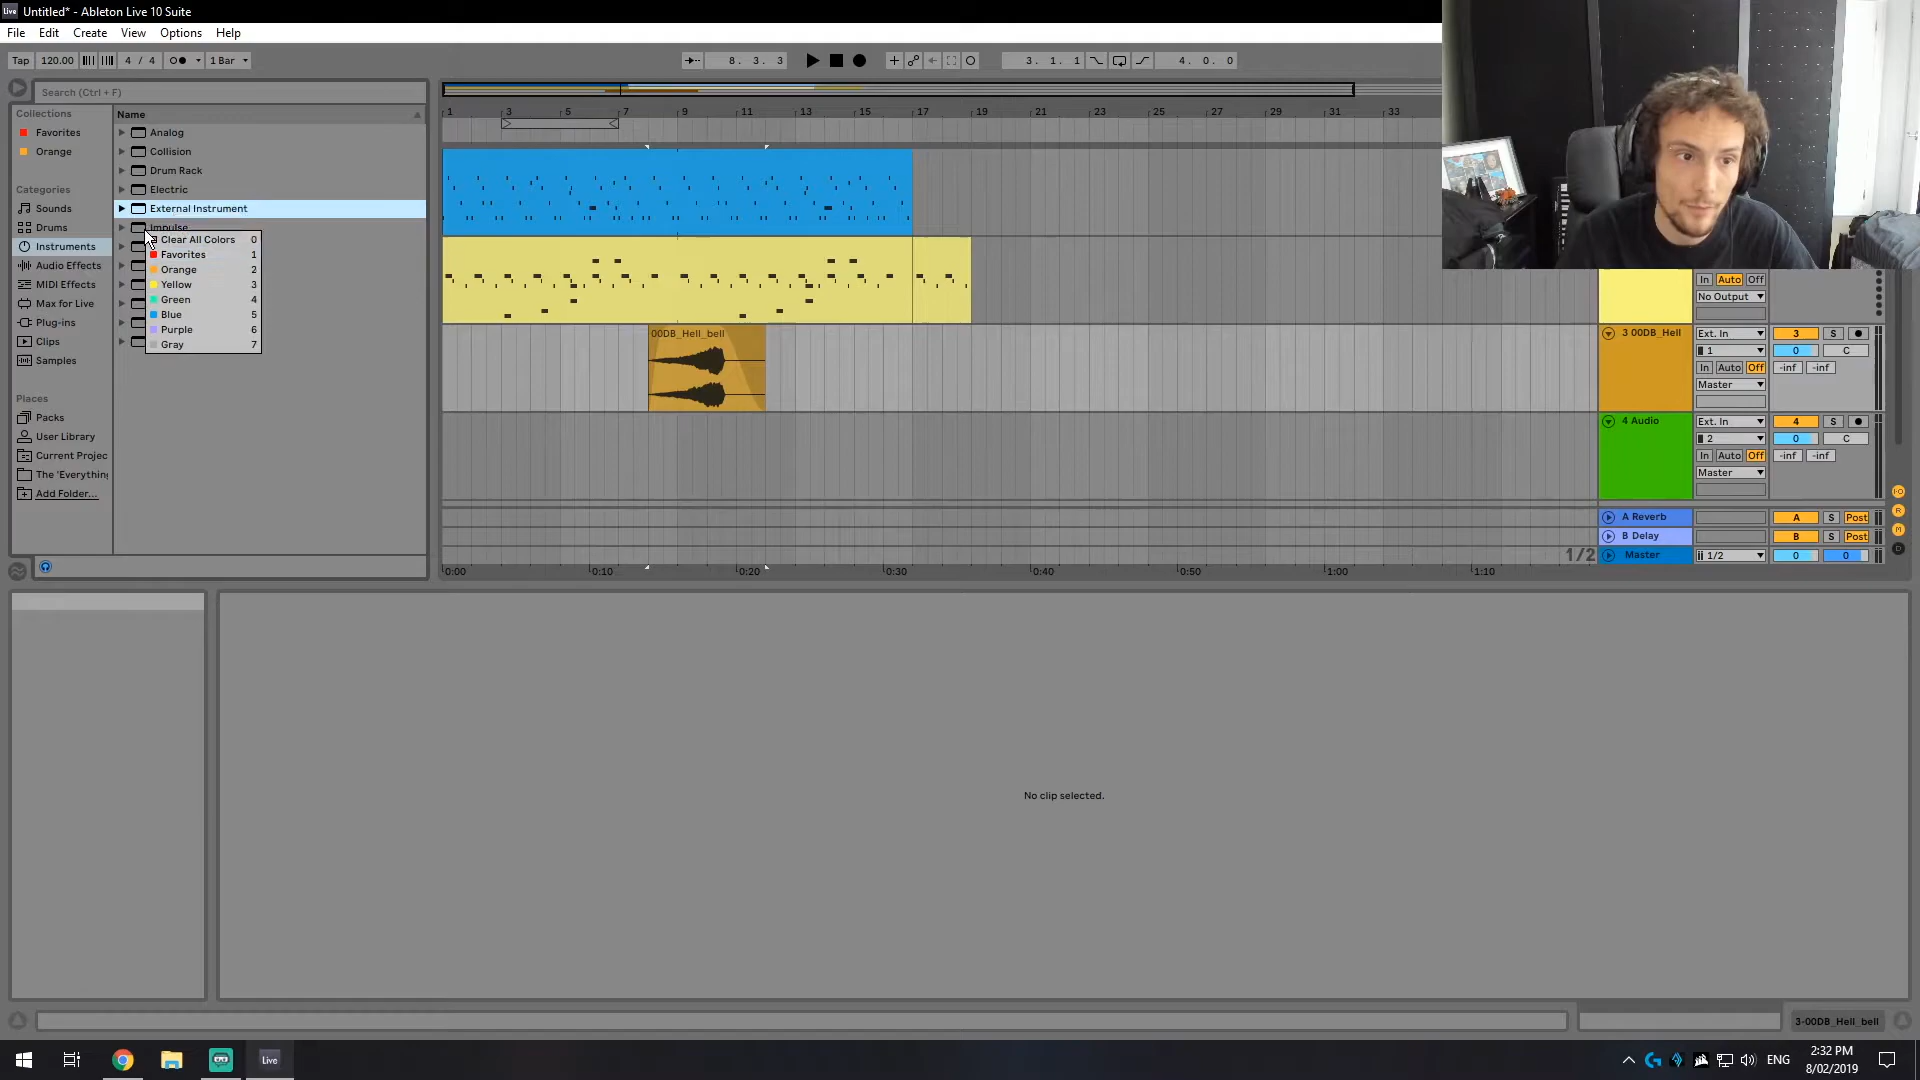 Live Untitled* - Ableton Live 10 Suite
File Edit Create View Options Help
Tap 120.00 4 / 4 1 Bar 8. 3. 3 3. 1. 1 4. 0. 0
Search (Ctrl + F)
Collections
Favorites
Orange
Categories
Sounds
Drums
Instruments
Audio Effects
MIDI Effects
Max for Live
Plug-ins
Clips
Samples
Places
Packs
User Library
Current Projec
The 'Everything
Add Folder...
Name
Analog
Collision
Drum Rack
Electric
External Instrument
Impulse
Clear All Colors 0
Favorites 1
Orange 2
Yellow 3
Green 4
Blue 5
Purple 6
Gray 7
1 3 5 7 9 11 13 15 17 19 21 23 25 27 29 31 33
00DB_Hell_bell
In Auto Off
No Output
3 00DB_Hell Ext. In 3 S
1 0 C
In Auto Off -inf -inf
Master
4 Audio Ext. In 4 S
2 0 C
In Auto Off -inf -inf
Master
A Reverb A S Post
B Delay B S Post
1/2 Master 1/2 0 0
0:00 0:10 0:20 0:30 0:40 0:50 1:00 1:10
I·O
R
M
D
No clip selected.
3-00DB_Hell_bell
Live
ENG
2:32 PM
8/02/2019